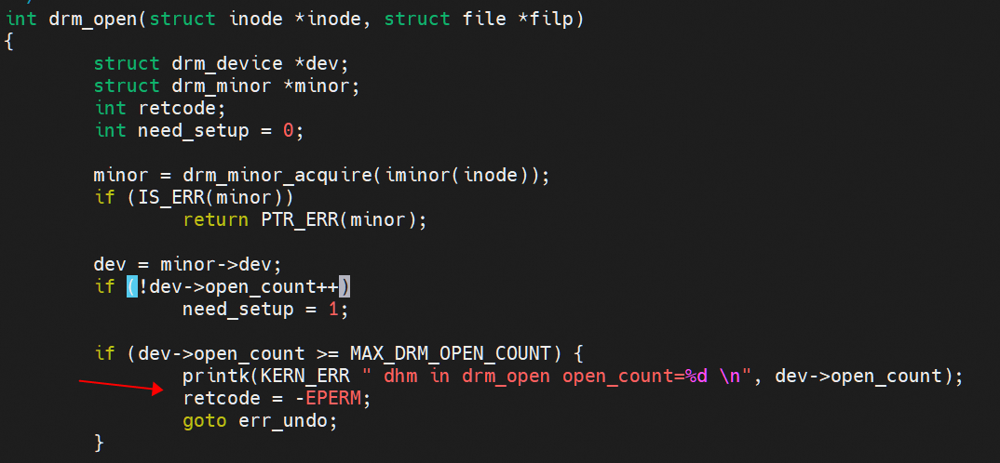 int drm_open(struct inode *inode, struct file *filp)
{
        struct drm_device *dev;
        struct drm_minor *minor;
        int retcode;
        int need_setup = 0;

        minor = drm_minor_acquire(iminor(inode));
        if (IS_ERR(minor))
                return PTR_ERR(minor);

        dev = minor->dev;
        if (!dev->open_count++)
                need_setup = 1;

        if (dev->open_count >= MAX_DRM_OPEN_COUNT) {
                printk(KERN_ERR " dhm in drm_open open_count=%d \n", dev->open_count);
                retcode = -EPERM;
                goto err_undo;
        }